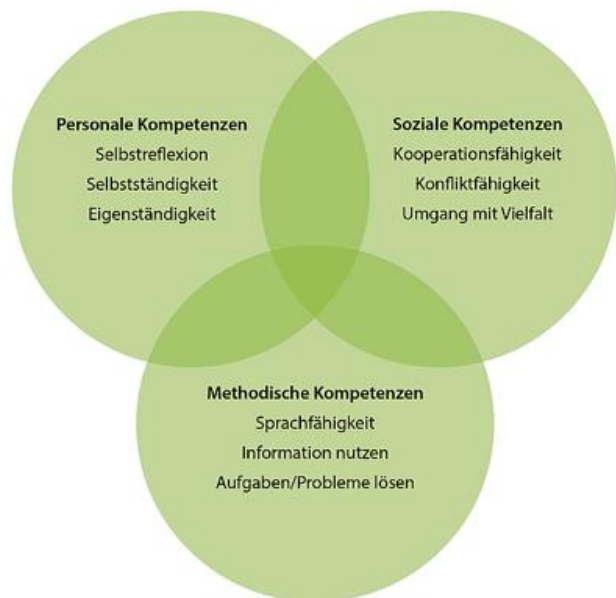 Personale Kompetenzen
Selbstreflexion
Selbstständigkeit
Eigenständigkeit
Soziale Kompetenzen
Kooperationsfähigkeit
Konfliktfähigkeit
Umgang mit Vielfalt
Methodische Kompetenzen
Sprachfähigkeit
Information nutzen
Aufgaben/Probleme lösen